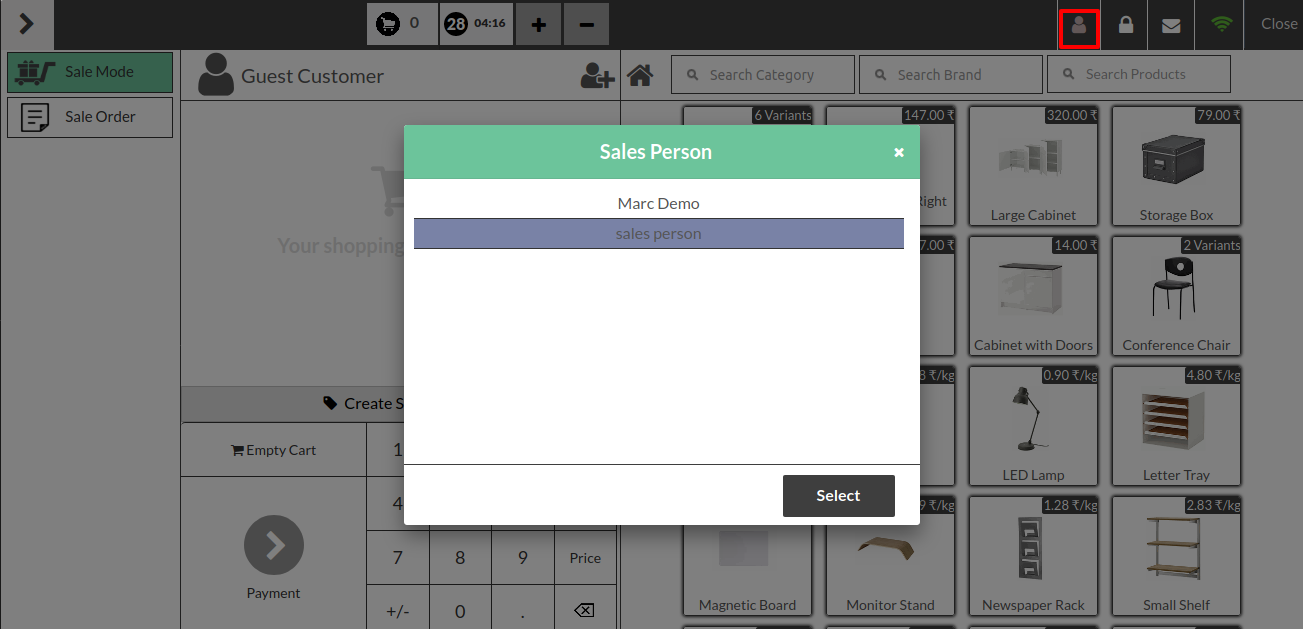 0
28 04:16
+
−
Close
Sale Mode
Sale Order
Guest Customer
Search Category
Search Brand
Search Products
6 Variants
147.00 ₹
Right
320.00 ₹
Large Cabinet
79.00 ₹
Storage Box
Your shopping
Sales Person
×
Marc Demo
sales person
Select
7.00 ₹
14.00 ₹
Cabinet with Doors
2 Variants
Conference Chair
8 ₹/kg
0.90 ₹/kg
LED Lamp
4.80 ₹/kg
Letter Tray
Create S
Empty Cart
1
4
7 8 9 Price
+/- 0 .
Payment
Magnetic Board
9 ₹/kg
Monitor Stand
1.28 ₹/kg
Newspaper Rack
2.83 ₹/kg
Small Shelf